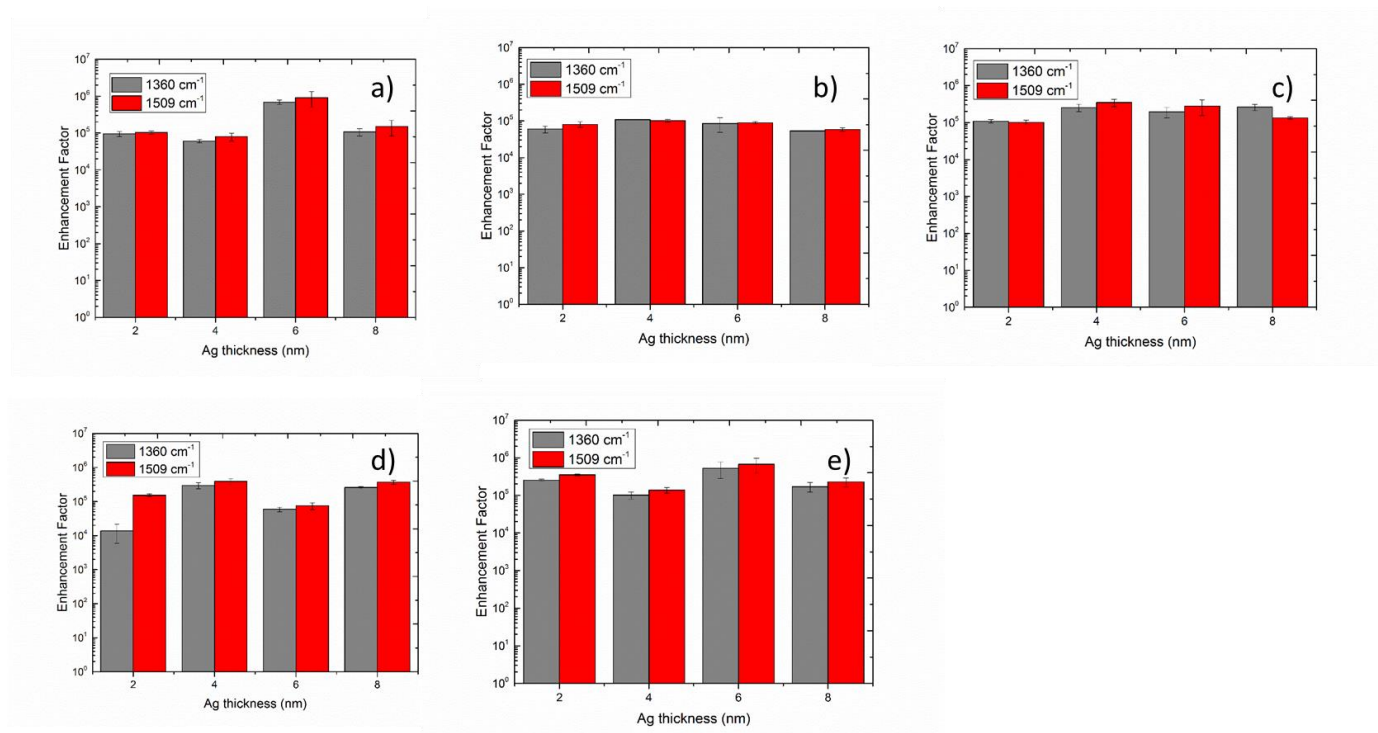 a)
1360 cm⁻¹
1509 cm⁻¹
Enhancement Factor
10⁷
10⁶
10⁵
10⁴
10³
10²
10¹
10⁰
2 4 6 8
Ag thickness (nm)
b)
1360 cm⁻¹
1509 cm⁻¹
Enhancement Factor
10⁷
10⁶
10⁵
10⁴
10³
10²
10¹
10⁰
2 4 6 8
Ag thickness (nm)
c)
1360 cm⁻¹
1509 cm⁻¹
Enhancement Factor
10⁷
10⁶
10⁵
10⁴
10³
10²
10¹
10⁰
2 4 6 8
Ag thickness (nm)
d)
1360 cm⁻¹
1509 cm⁻¹
Enhancement Factor
10⁷
10⁶
10⁵
10⁴
10³
10²
10¹
10⁰
2 4 6 8
Ag thickness (nm)
e)
1360 cm⁻¹
1509 cm⁻¹
Enhancement Factor
10⁷
10⁶
10⁵
10⁴
10³
10²
10¹
10⁰
2 4 6 8
Ag thickness (nm)